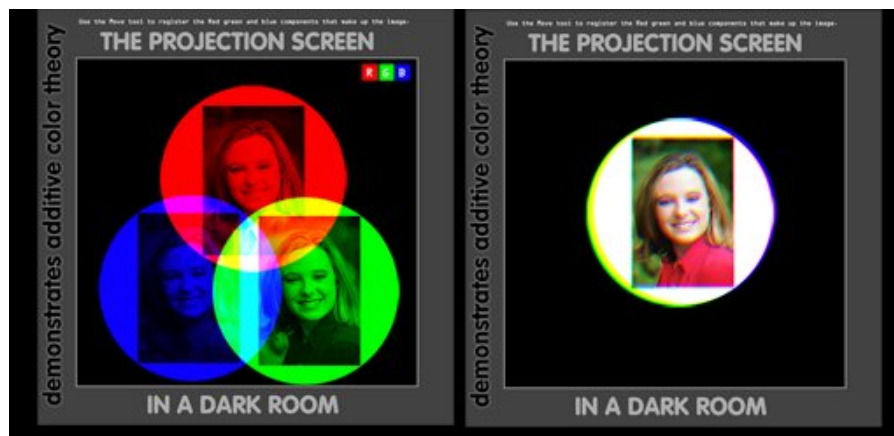 Use the Move tool to register the Red green and blue components that make up the image.
THE PROJECTION SCREEN
demonstrates additive color theory
R G B
IN A DARK ROOM
Use the Move tool to register the Red green and blue components that make up the image.
THE PROJECTION SCREEN
demonstrates additive color theory
IN A DARK ROOM